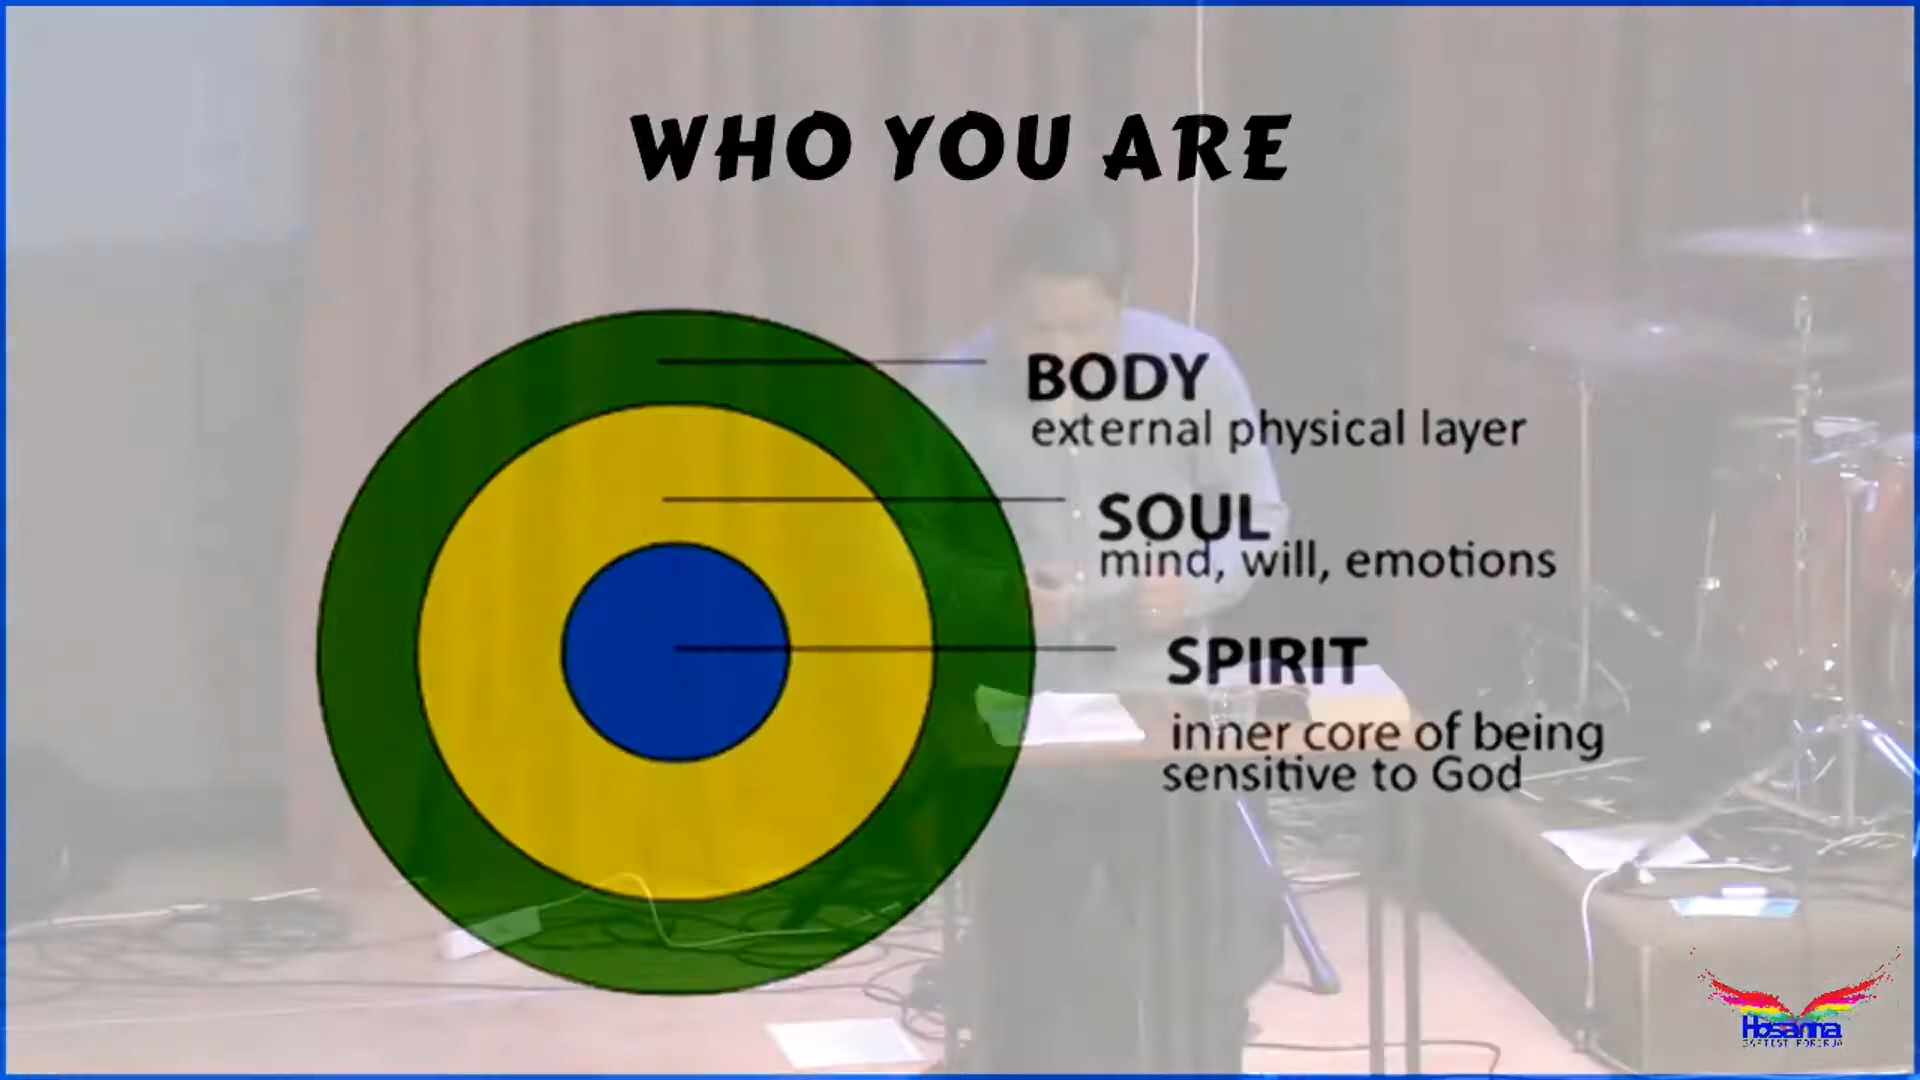 WHO YOU ARE
BODY
external physical layer
SOUL
mind, will, emotions
SPIRIT
inner core of being
sensitive to God
Hosanna